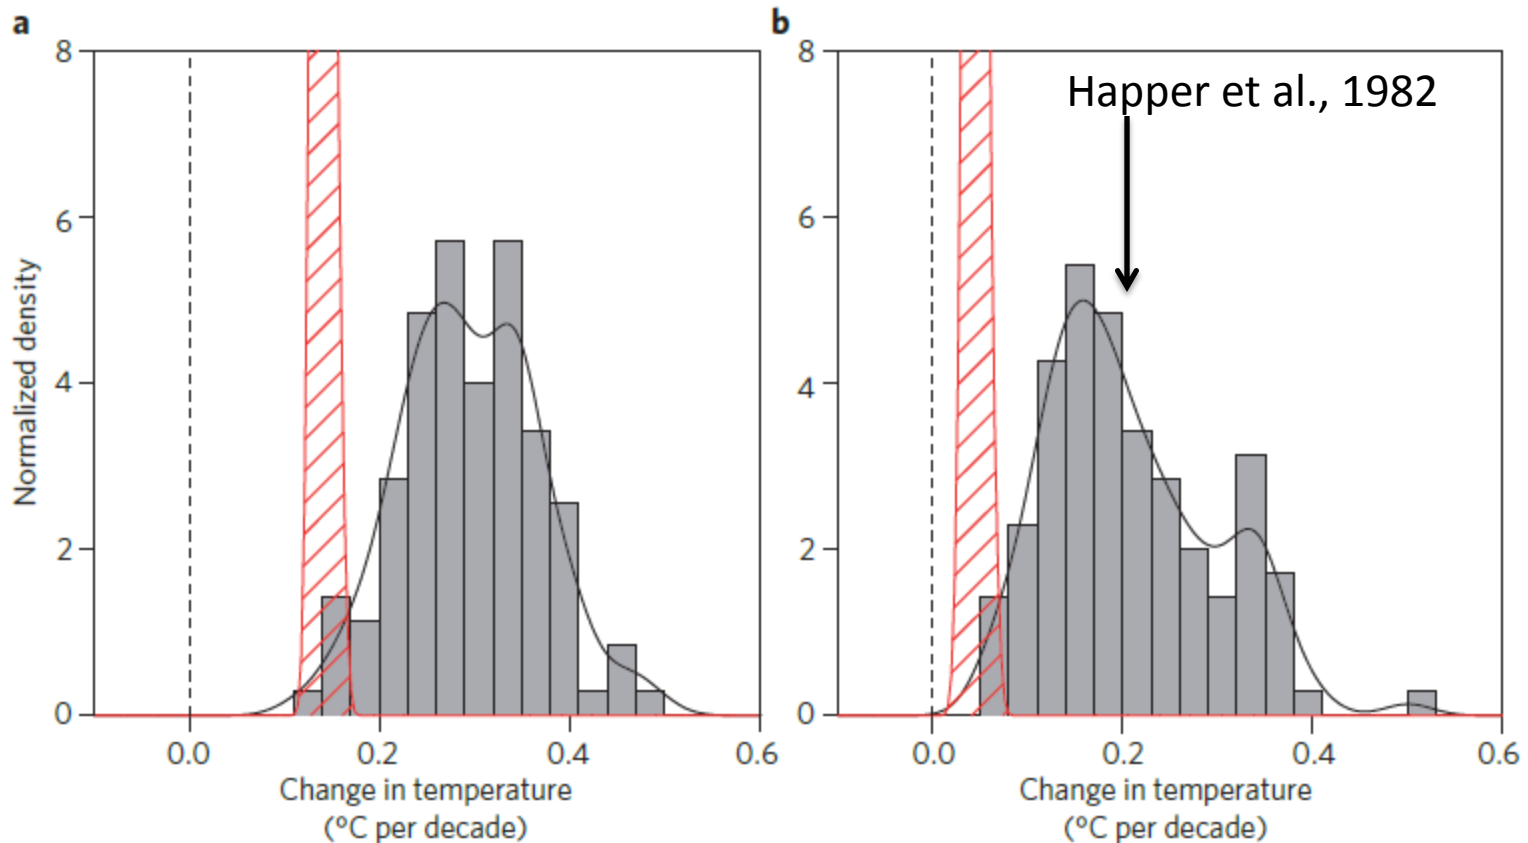 a
b
8
6
4
2
0
Normalized density
0.0
0.2
0.4
0.6
Change in temperature
(°C per decade)
8
6
4
2
0
Happer et al., 1982
0.0
0.2
0.4
0.6
Change in temperature
(°C per decade)